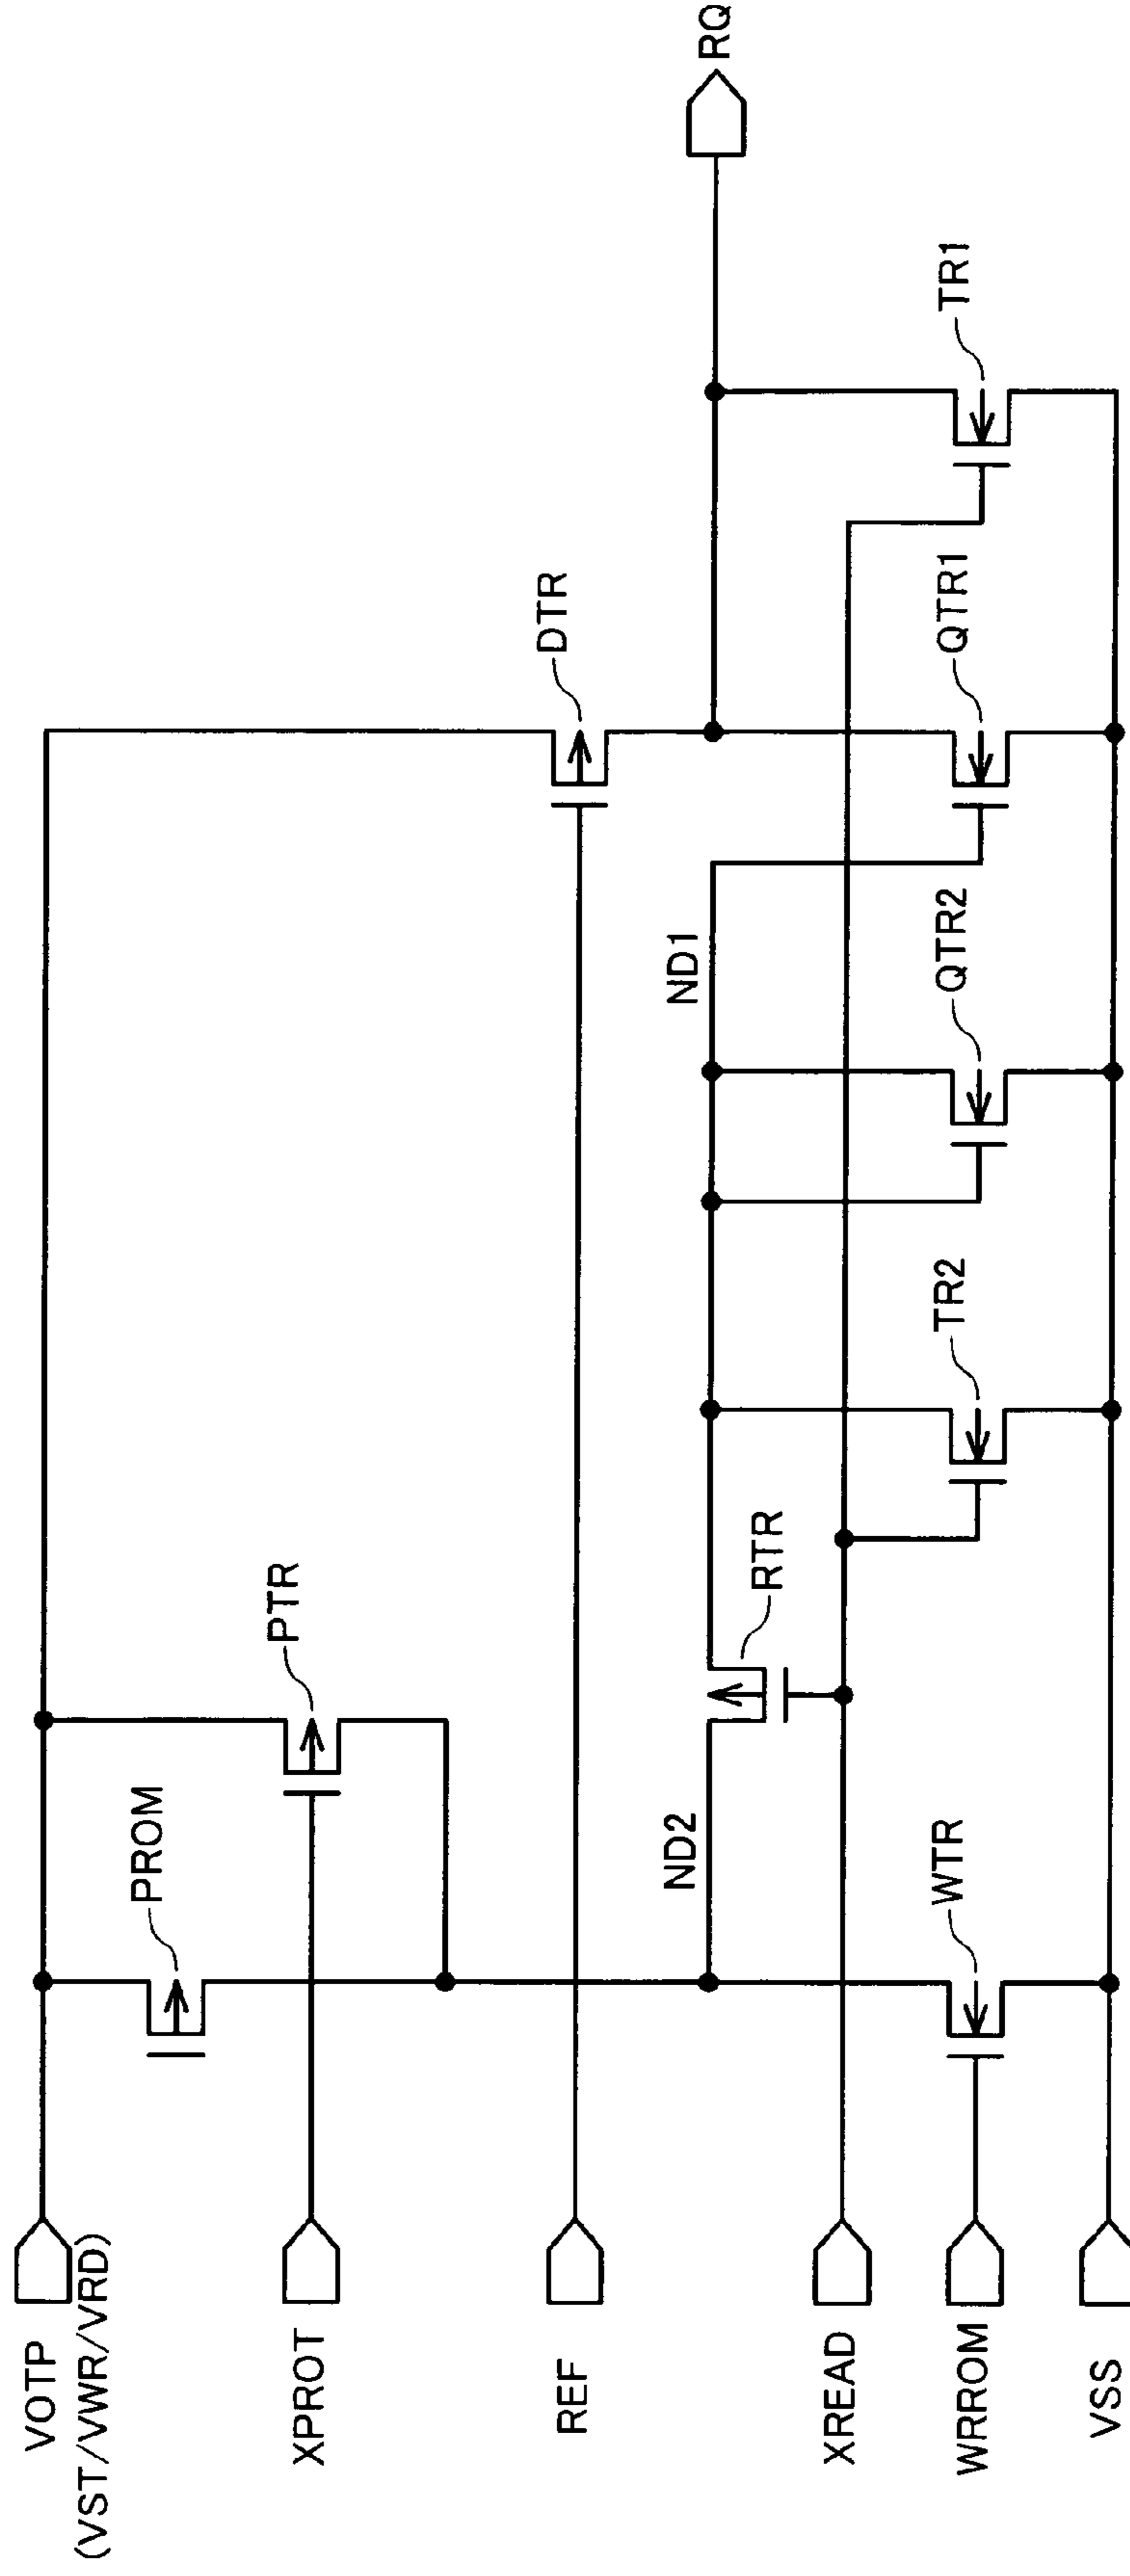 VOTP
(VST/VWR/VRD)
XPROT
REF
XREAD
WRROM
VSS
PROM
PTR
ND2
WTR
RTR
TR2
ND1
QTR2
DTR
QTR1
TR1
RQ